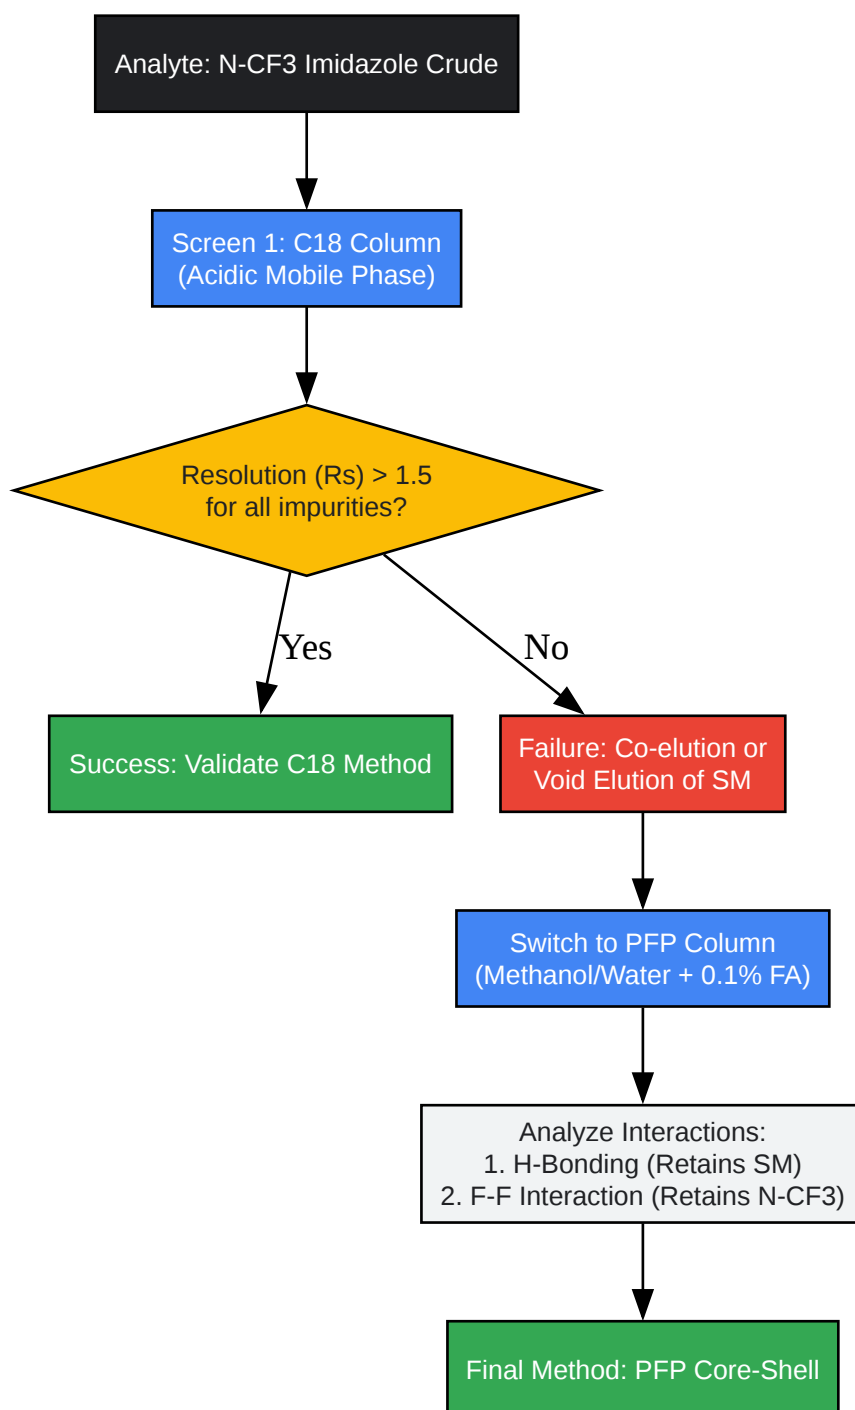 Analyte: N-CF3 Imidazole Crude
Screen 1: C18 Column
(Acidic Mobile Phase)
Resolution (Rs) > 1.5
for all impurities?
Yes
No
Success: Validate C18 Method
Failure: Co-elution or
Void Elution of SM
Switch to PFP Column
(Methanol/Water + 0.1% FA)
Analyze Interactions:
1. H-Bonding (Retains SM)
2. F-F Interaction (Retains N-CF3)
Final Method: PFP Core-Shell